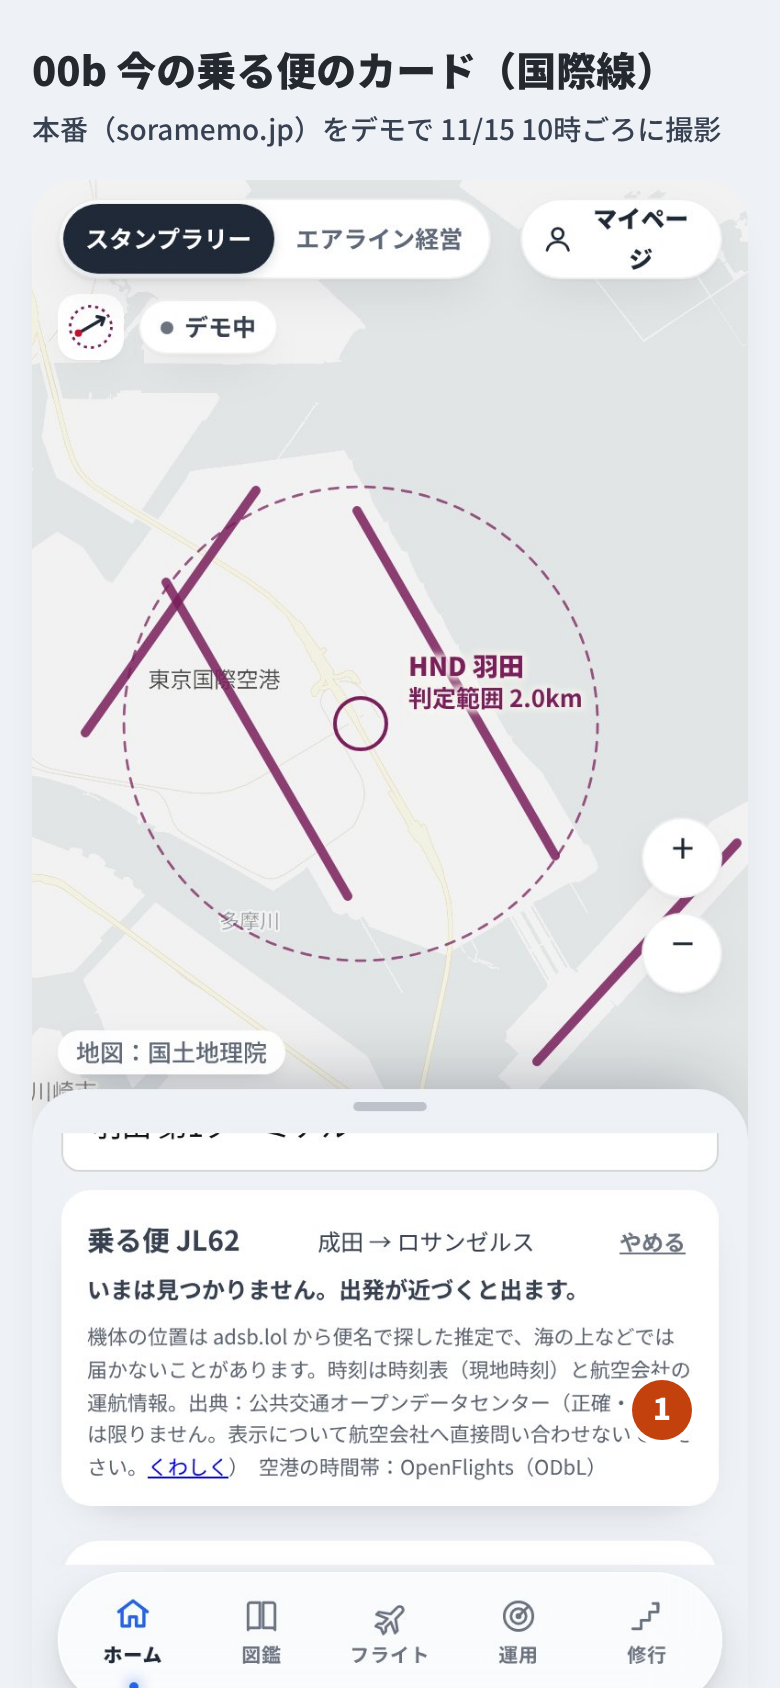 00b 今の乗る便のカード（国際線）
本番（soramemo.jp）をデモで 11/15 10時ごろに撮影
スタンプラリー
エアライン経営
マイペー
ジ
デモ中
HND 羽田
判定範囲 2.0km
東京国際空港
+
多摩川
−
地図：国土地理院
川崎市
乗る便 JL62
成田 → ロサンゼルス
やめる
いまは見つかりません。出発が近づくと出ます。
機体の位置は adsb.lol から便名で探した推定で、海の上などでは
届かないことがあります。時刻は時刻表（現地時刻）と航空会社の
運航情報。出典：公共交通オープンデータセンター（正確・
1
は限りません。表示について航空会社へ直接問い合わせない
さい。くわしく） 空港の時間帯：OpenFlights（ODbL）
ホーム
図鑑
フライト
運用
修行